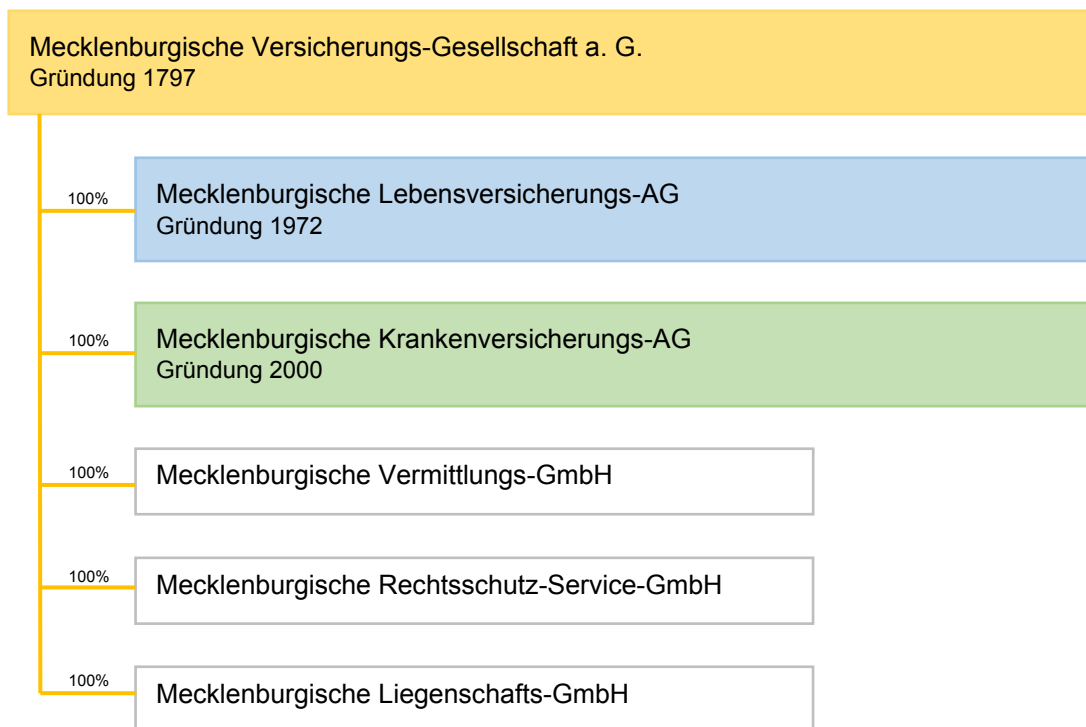 Mecklenburgische Versicherungs-Gesellschaft a. G.
Gründung 1797
100%
Mecklenburgische Lebensversicherungs-AG
Gründung 1972
100%
Mecklenburgische Krankenversicherungs-AG
Gründung 2000
100%
Mecklenburgische Vermittlungs-GmbH
100%
Mecklenburgische Rechtsschutz-Service-GmbH
100%
Mecklenburgische Liegenschafts-GmbH